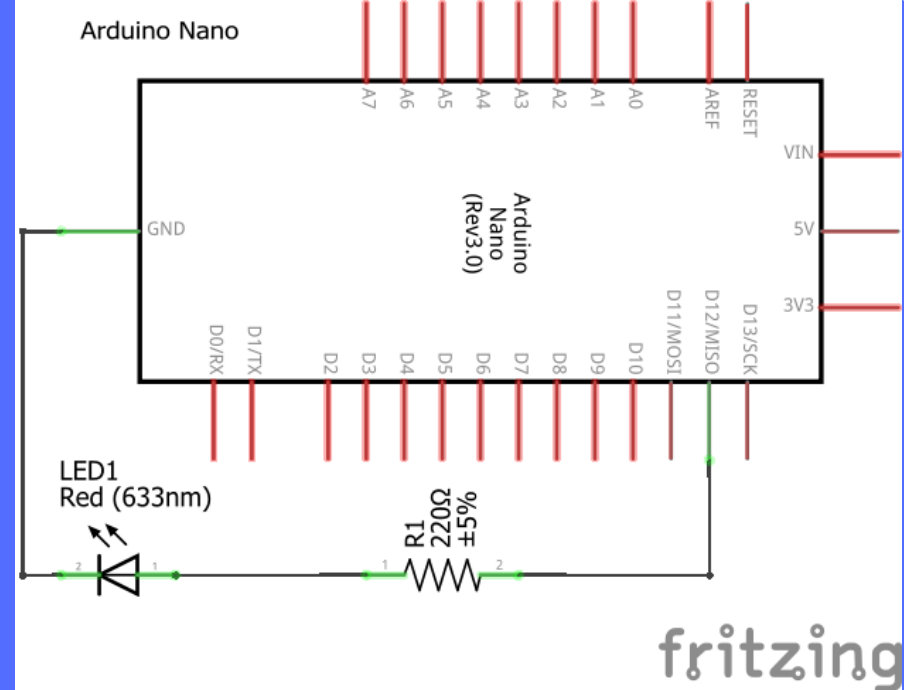 Arduino Nano
A7
A6
A5
A4
A3
A2
A1
A0
AREF
RESET
VIN
Arduino
Nano
(Rev3.0)
GND
5V
3V3
D0/RX
D1/TX
D2
D3
D4
D5
D6
D7
D8
D9
D10
D11/MOSI
D12/MISO
D13/SCK
LED1
Red (633nm)
2
1
R1
220Ω
±5%
1
2
fritzing